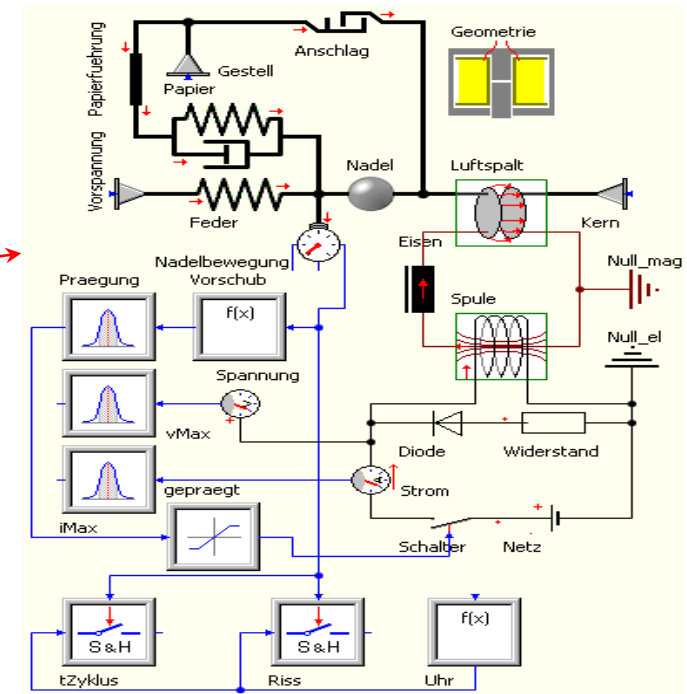 Geometrie
Anschlag
Papierfuehrung
Gestell
Papier
Vorspannung
Nadel
Luftspalt
Feder
Kern
Eisen
Nadelbewegung
Null_mag
Praegung
Vorschub
f(x)
Spule
Null_el
Spannung
V
vMax
Diode
Widerstand
A
gepraegt
Strom
iMax
Schalter
Netz
f(x)
S&H
S&H
tZyklus
Riss
Uhr